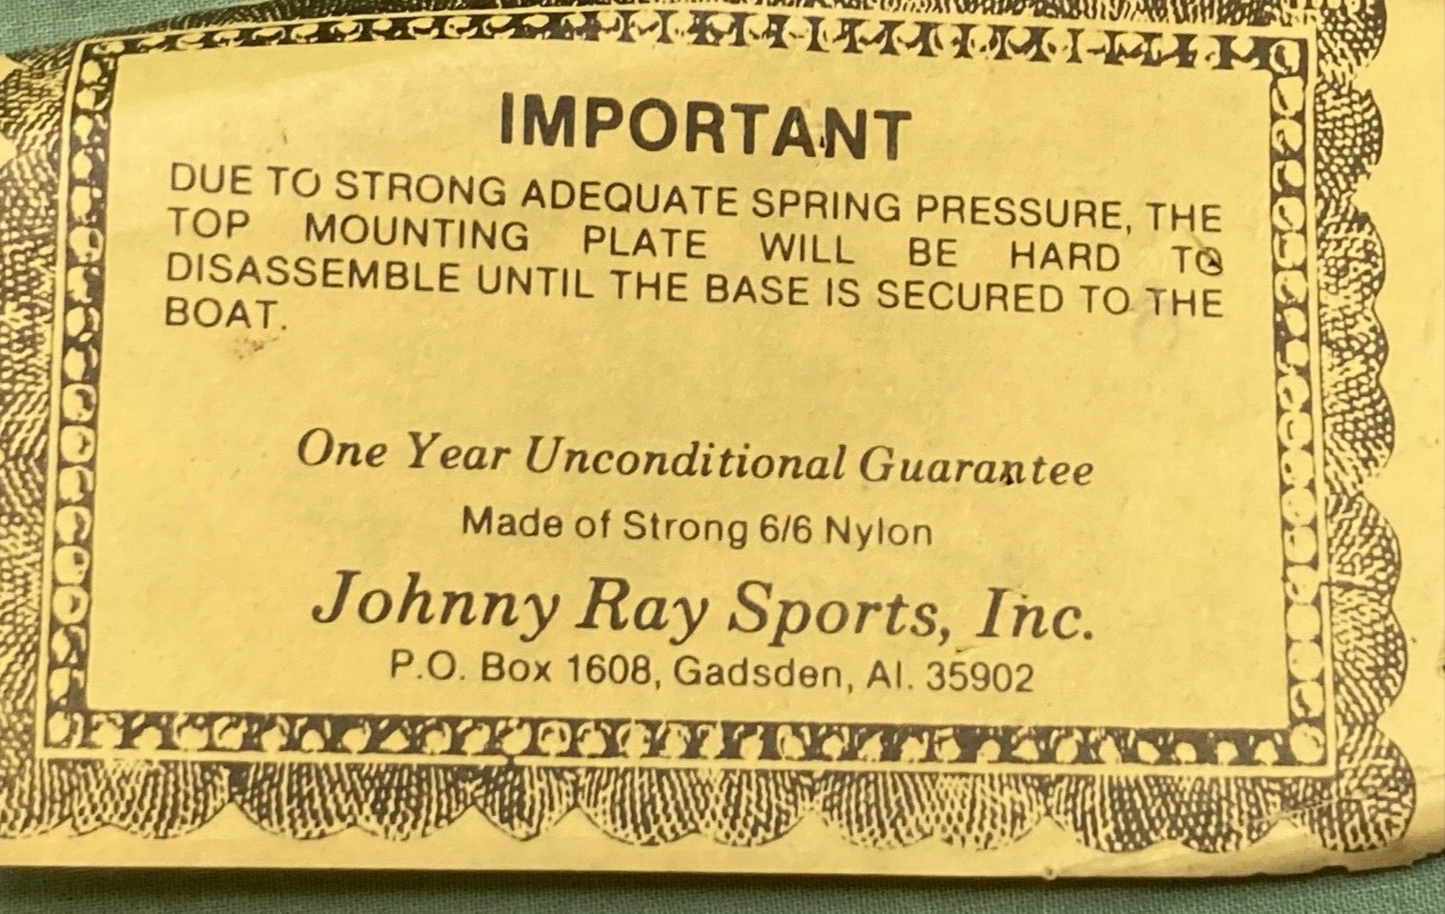 IMPORTANT
DUE TO STRONG ADEQUATE SPRING PRESSURE, THE
TOP MOUNTING PLATE WILL BE HARD TO
DISASSEMBLE UNTIL THE BASE IS SECURED TO THE
BOAT.
One Year Unconditional Guarantee
Made of Strong 6/6 Nylon
Johnny Ray Sports, Inc.
P.O. Box 1608, Gadsden, Al. 35902